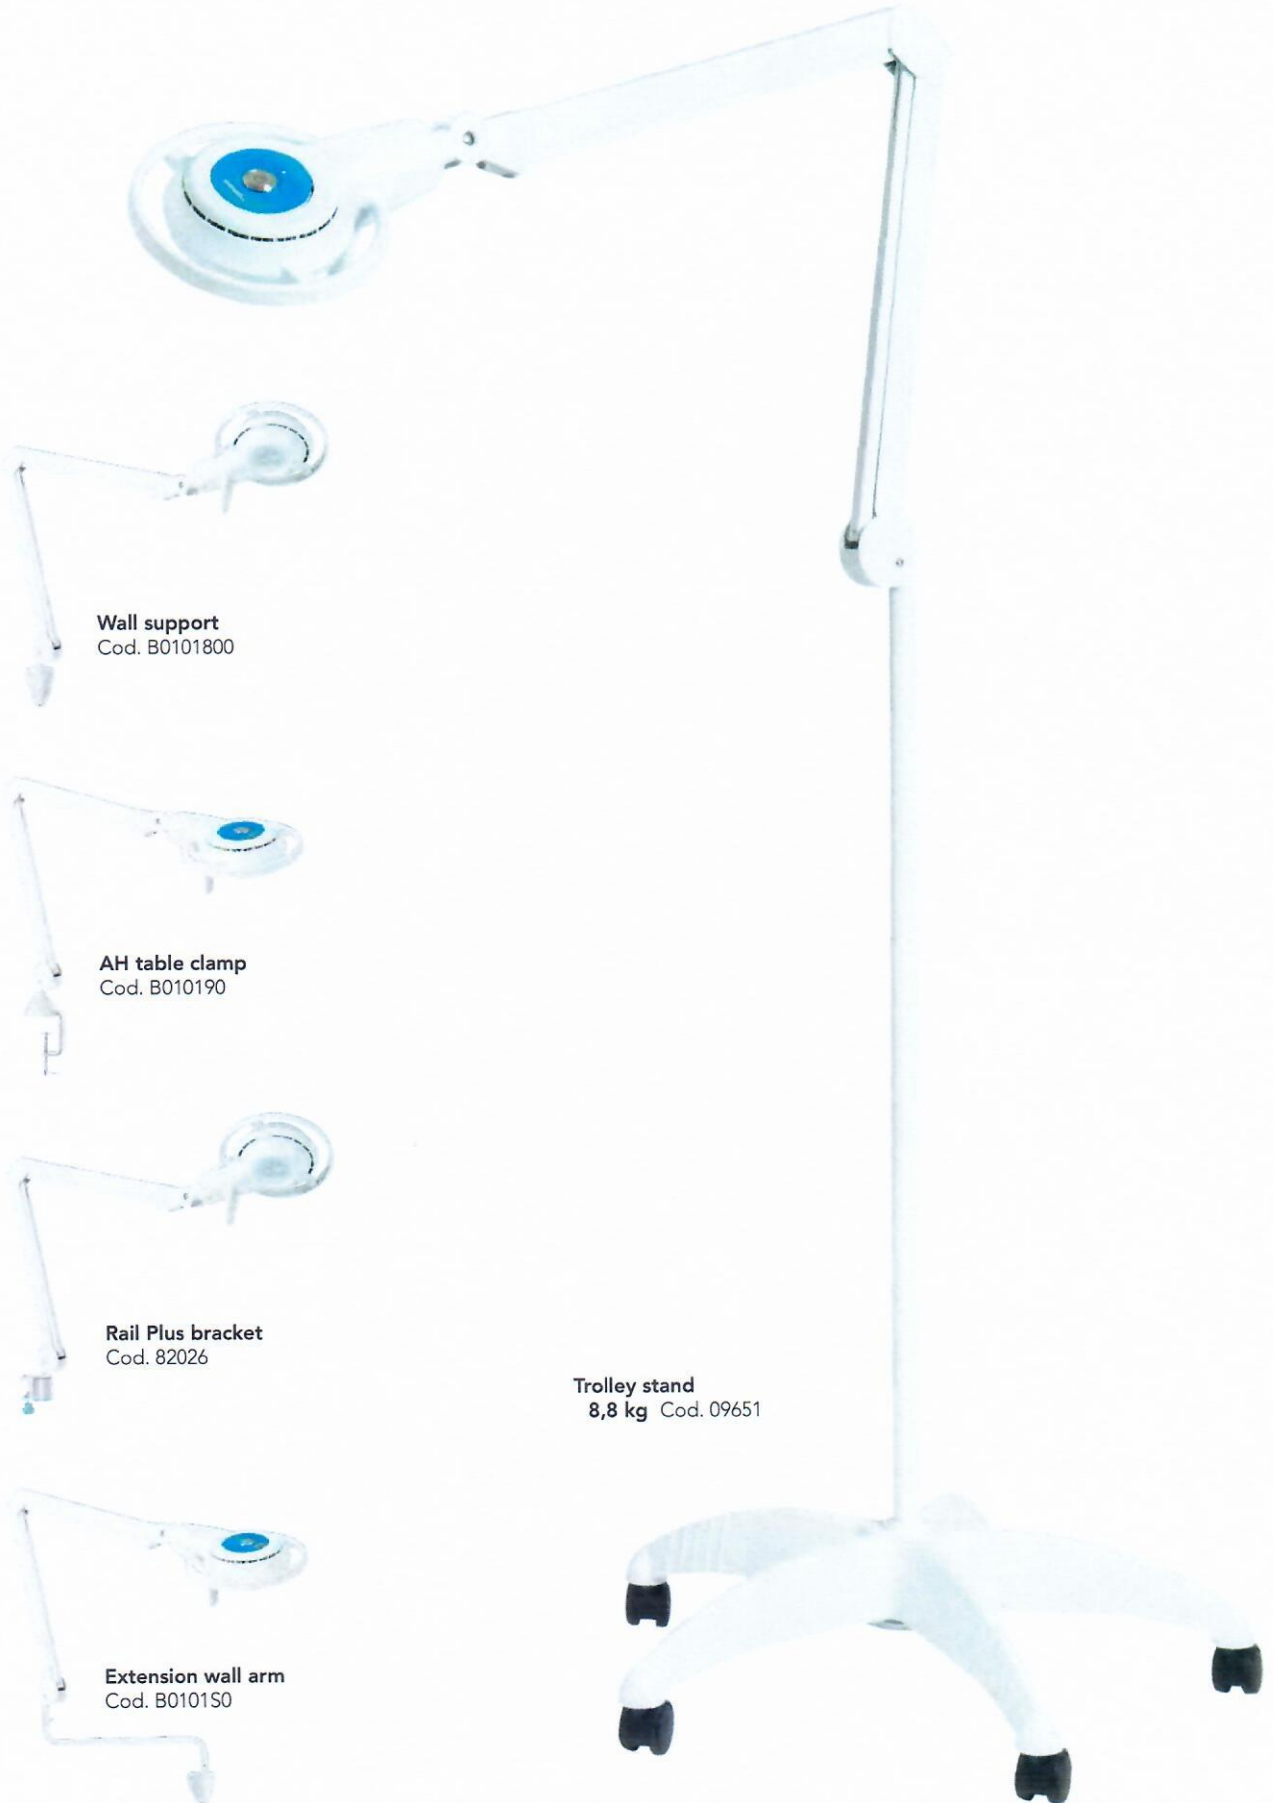 Wall support
Cod. B0101800
AH table clamp
Cod. B010190
Rail Plus bracket
Cod. 82026
Trolley stand
8,8 kg Cod. 09651
Extension wall arm
Cod. B0101S0